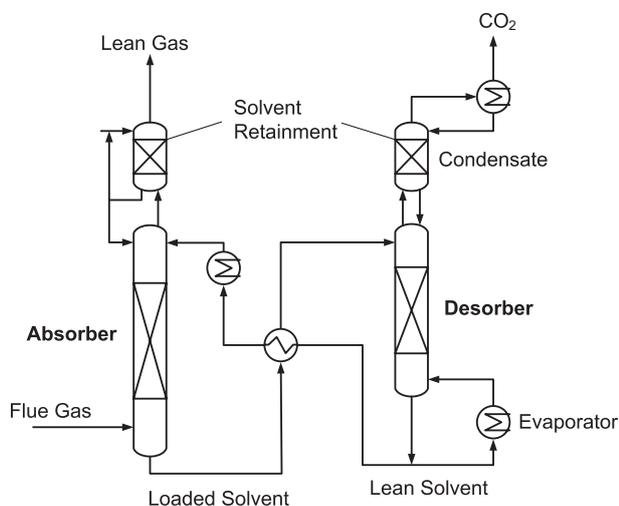 CO₂
Lean Gas
Solvent
Retainment
Condensate
Absorber
Desorber
Flue Gas
Evaporator
Loaded Solvent
Lean Solvent